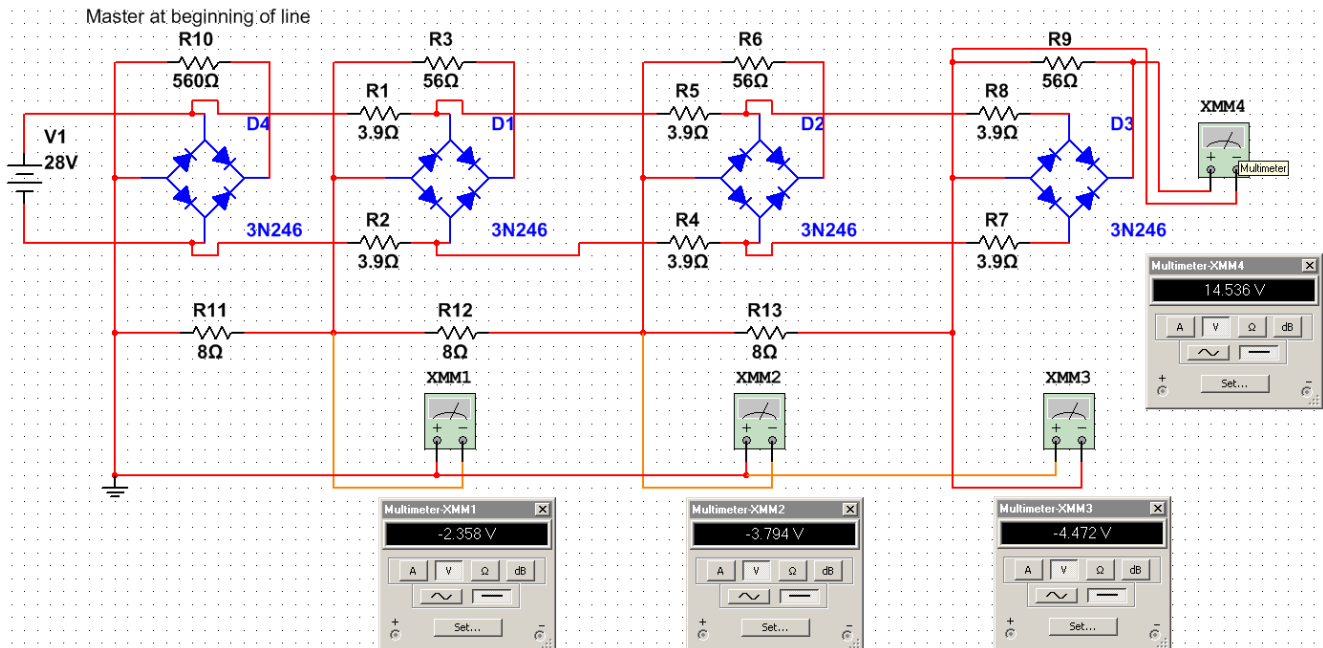 Master at beginning of line
R10
560Ω
R3
56Ω
R6
56Ω
R9
56Ω
R1
3.9Ω
R5
3.9Ω
R8
3.9Ω
XMM4
+ −
Multimeter
V1
28V
D4
D1
D2
D3
3N246
3N246
3N246
3N246
R2
3.9Ω
R4
3.9Ω
R7
3.9Ω
R11
8Ω
R12
8Ω
R13
8Ω
Multimeter-XMM4
14.536 V
A V Ω dB
+ Set... −
XMM1
+ −
XMM2
+ −
XMM3
+ −
Multimeter-XMM1
-2.358 V
A V Ω dB
+ Set... −
Multimeter-XMM2
-3.794 V
A V Ω dB
+ Set... −
Multimeter-XMM3
-4.472 V
A V Ω dB
+ Set... −